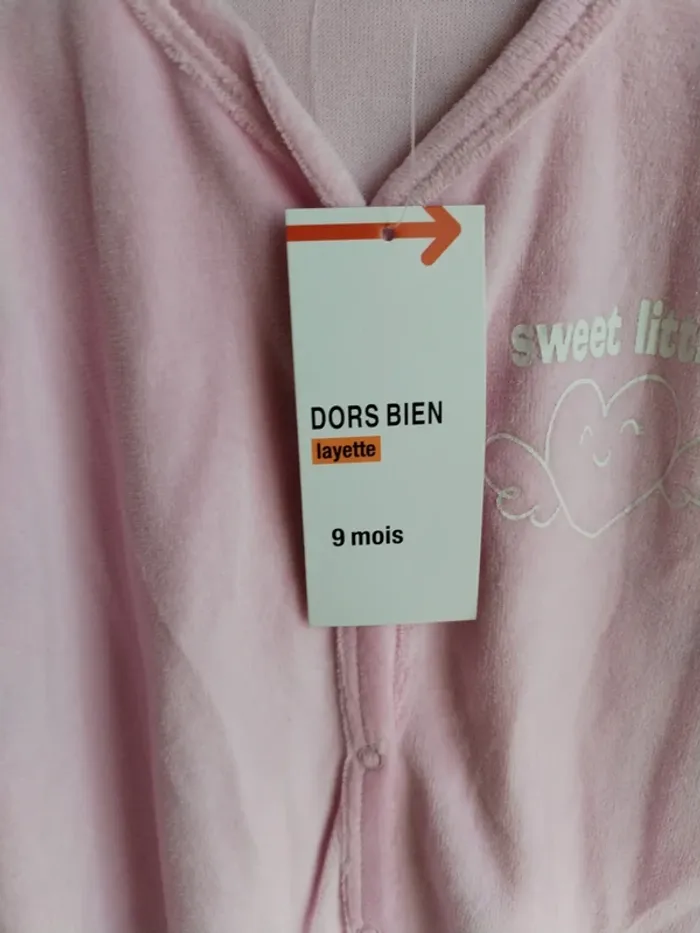 DORS BIEN
layette
9 mois
sweet